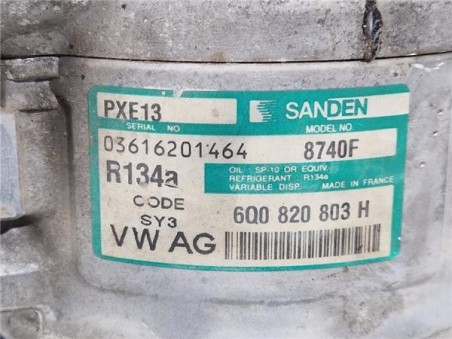 PXE13 SANDEN
SERIAL NO MODEL NO.
03616201464 8740F
R134a OIL SP-10 OR EQUIV.
REFRIGERANT R134a
VARIABLE DISP. MADE IN FRANCE
CODE
SY3 6Q0 820 803 H
VW AG